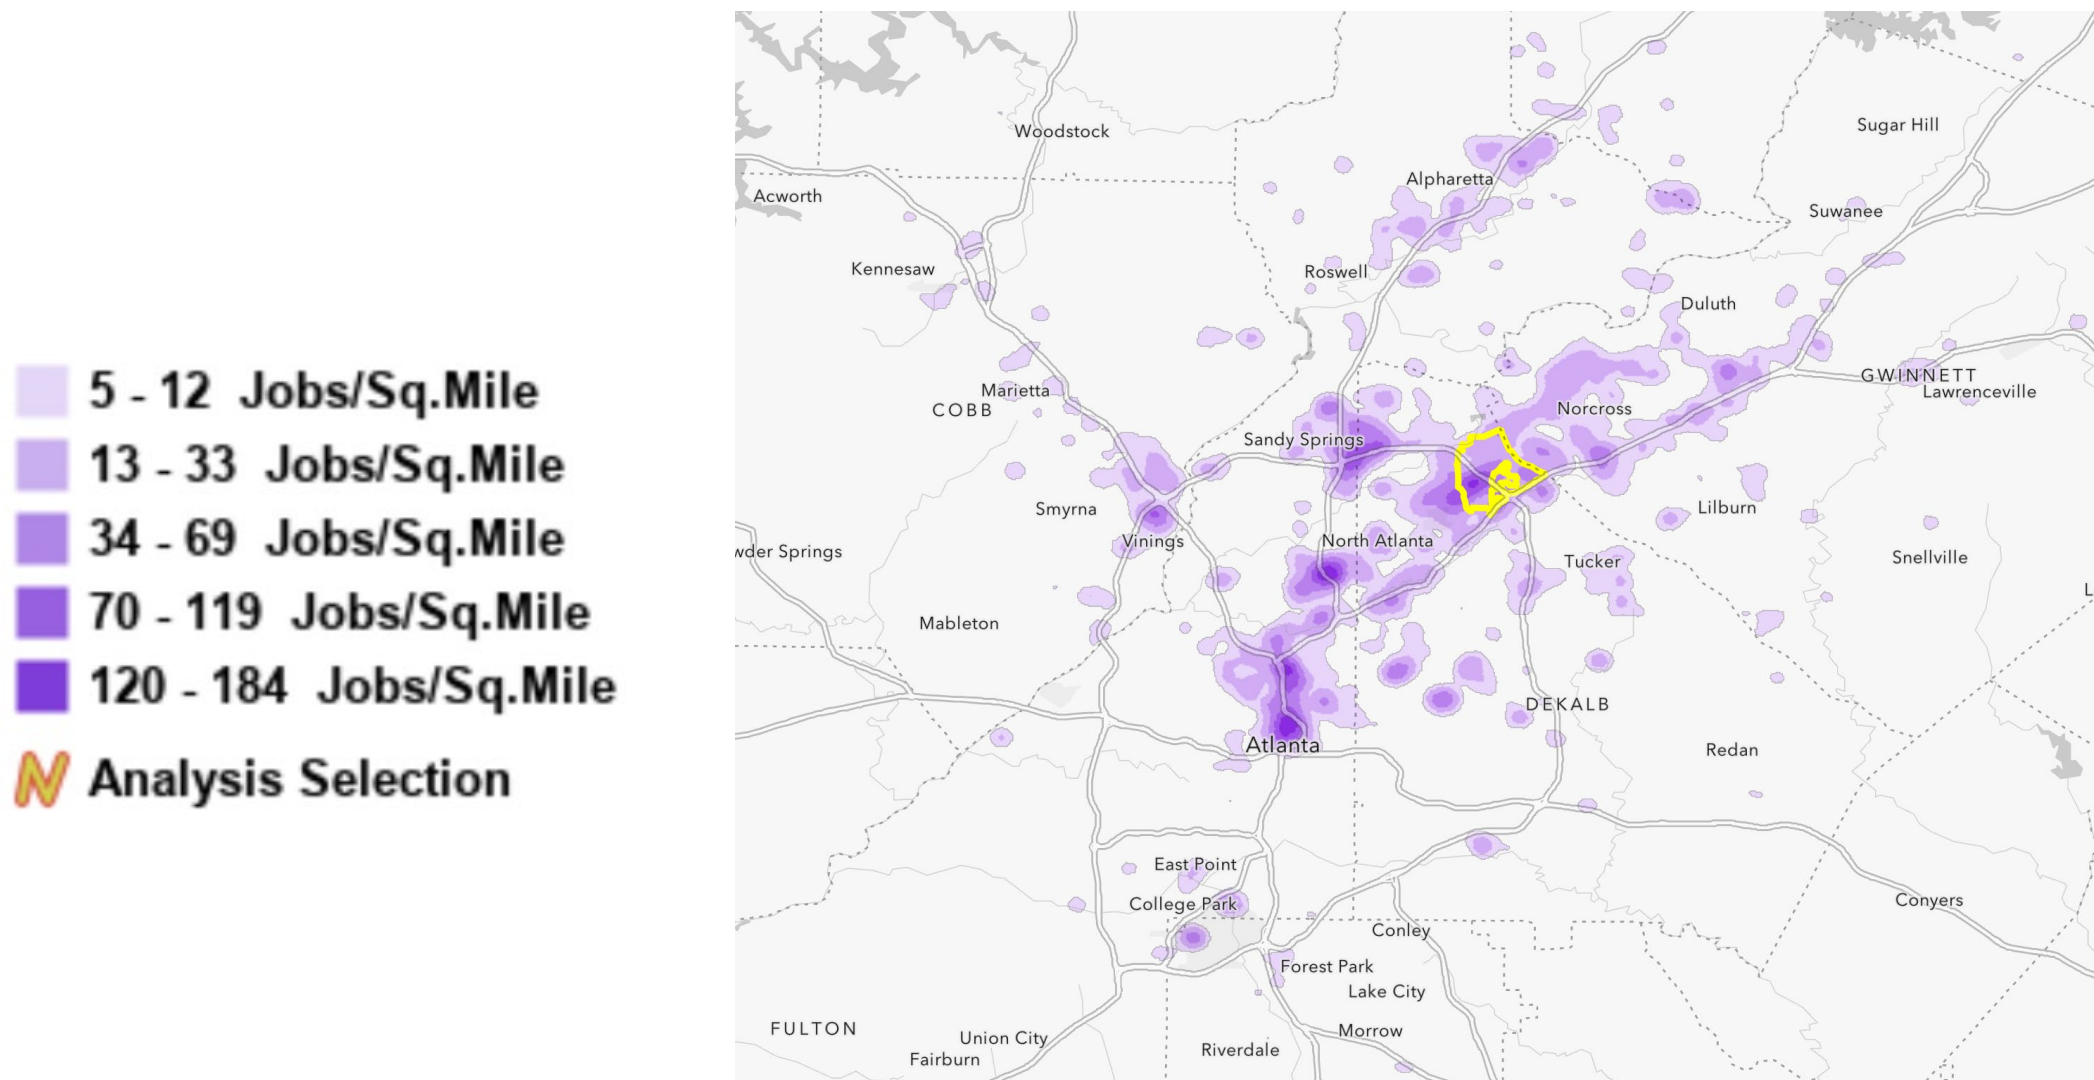 5 - 12 Jobs/Sq.Mile
13 - 33 Jobs/Sq.Mile
34 - 69 Jobs/Sq.Mile
70 - 119 Jobs/Sq.Mile
120 - 184 Jobs/Sq.Mile
Analysis Selection
Woodstock
Sugar Hill
Acworth
Alpharetta
Suwanee
Kennesaw
Roswell
Duluth
GWINNETT
Marietta
Lawrenceville
COBB
Norcross
Sandy Springs
Smyrna
Lilburn
Vinings
North Atlanta
wder Springs
Tucker
Snellville
L
Mableton
DEKALB
Atlanta
Redan
East Point
College Park
Conyers
Conley
Forest Park
Lake City
FULTON
Union City
Morrow
Fairburn
Riverdale